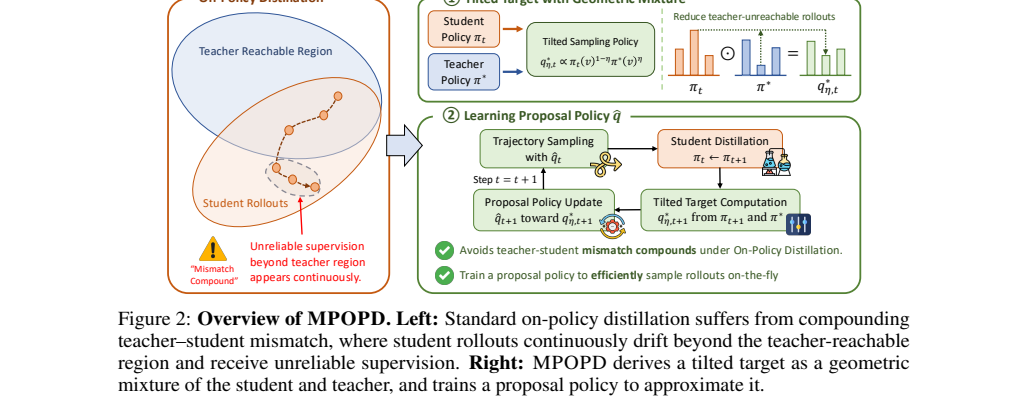 On-Policy Distillation
Teacher Reachable Region
Student Rollouts
"Mismatch
Compound"
Unreliable supervision
beyond teacher region
appears continuously.
① Tilted Target with Geometric Mixture
Student
Policy π_t
Teacher
Policy π*
Tilted Sampling Policy
q*_{η,t} ∝ π_t(v)^{1−η}π*(v)^η
Reduce teacher-unreachable rollouts
⊙ =
π_t π* q*_{η,t}
② Learning Proposal Policy q̂
Trajectory Sampling
with q̂_t
Student Distillation
π_t ← π_{t+1}
Step t = t + 1
Proposal Policy Update
q̂_{t+1} toward q*_{η,t+1}
Tilted Target Computation
q*_{η,t+1} from π_{t+1} and π*
Avoids teacher-student mismatch compounds under On-Policy Distillation.
Train a proposal policy to efficiently sample rollouts on-the-fly
Figure 2: Overview of MPOPD. Left: Standard on-policy distillation suffers from compounding
teacher–student mismatch, where student rollouts continuously drift beyond the teacher-reachable
region and receive unreliable supervision. Right: MPOPD derives a tilted target as a geometric
mixture of the student and teacher, and trains a proposal policy to approximate it.